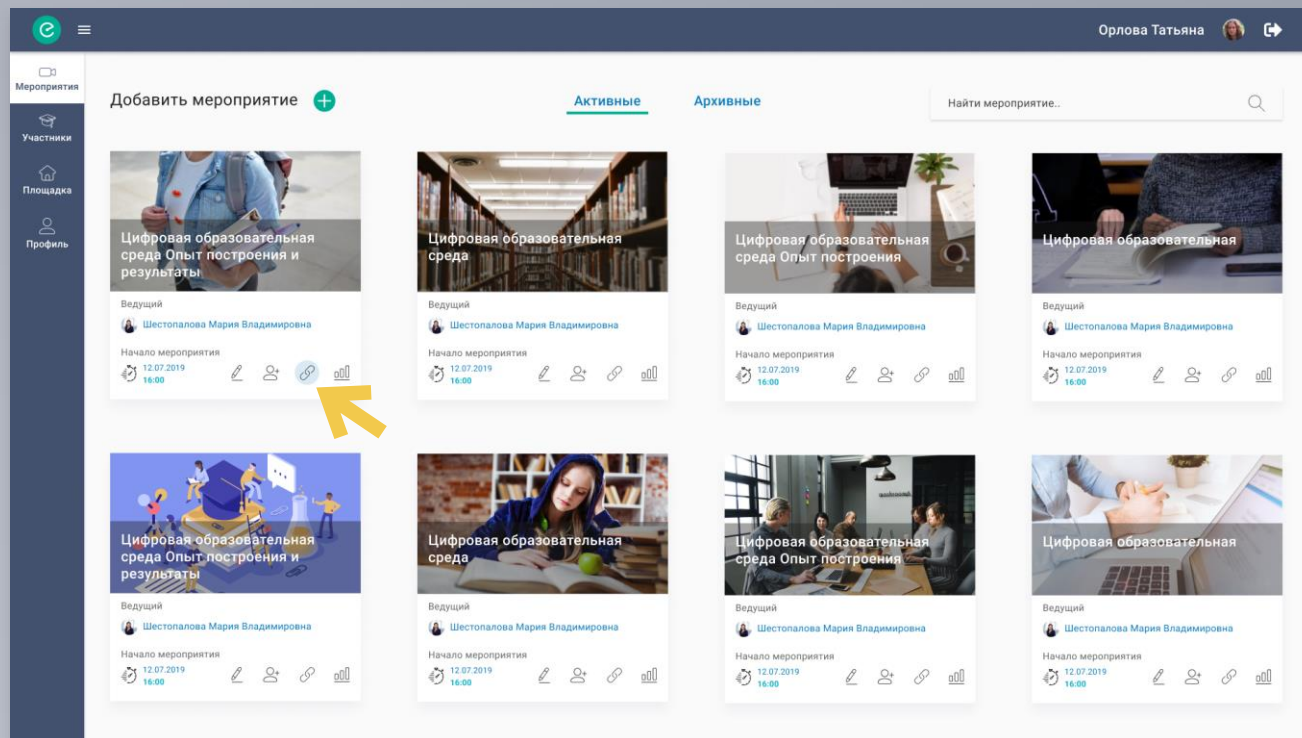 Орлова Татьяна
Мероприятия
Участники
Площадка
Профиль
Добавить мероприятие
Активные
Архивные
Найти мероприятие..
Цифровая образовательная
среда Опыт построения и
результаты
Ведущий
Шестопалова Мария Владимировна
Начало мероприятия
12.07.2019
16:00
Цифровая образовательная
среда
Ведущий
Шестопалова Мария Владимировна
Начало мероприятия
12.07.2019
16:00
Цифровая образовательная
среда Опыт построения
Ведущий
Шестопалова Мария Владимировна
Начало мероприятия
12.07.2019
16:00
Цифровая образовательная
Ведущий
Шестопалова Мария Владимировна
Начало мероприятия
12.07.2019
16:00
Цифровая образовательная
среда Опыт построения и
результаты
Ведущий
Шестопалова Мария Владимировна
Начало мероприятия
12.07.2019
16:00
Цифровая образовательная
среда
Ведущий
Шестопалова Мария Владимировна
Начало мероприятия
12.07.2019
16:00
Цифровая образовательная
среда Опыт построения
Ведущий
Шестопалова Мария Владимировна
Начало мероприятия
12.07.2019
16:00
Цифровая образовательная
Ведущий
Шестопалова Мария Владимировна
Начало мероприятия
12.07.2019
16:00